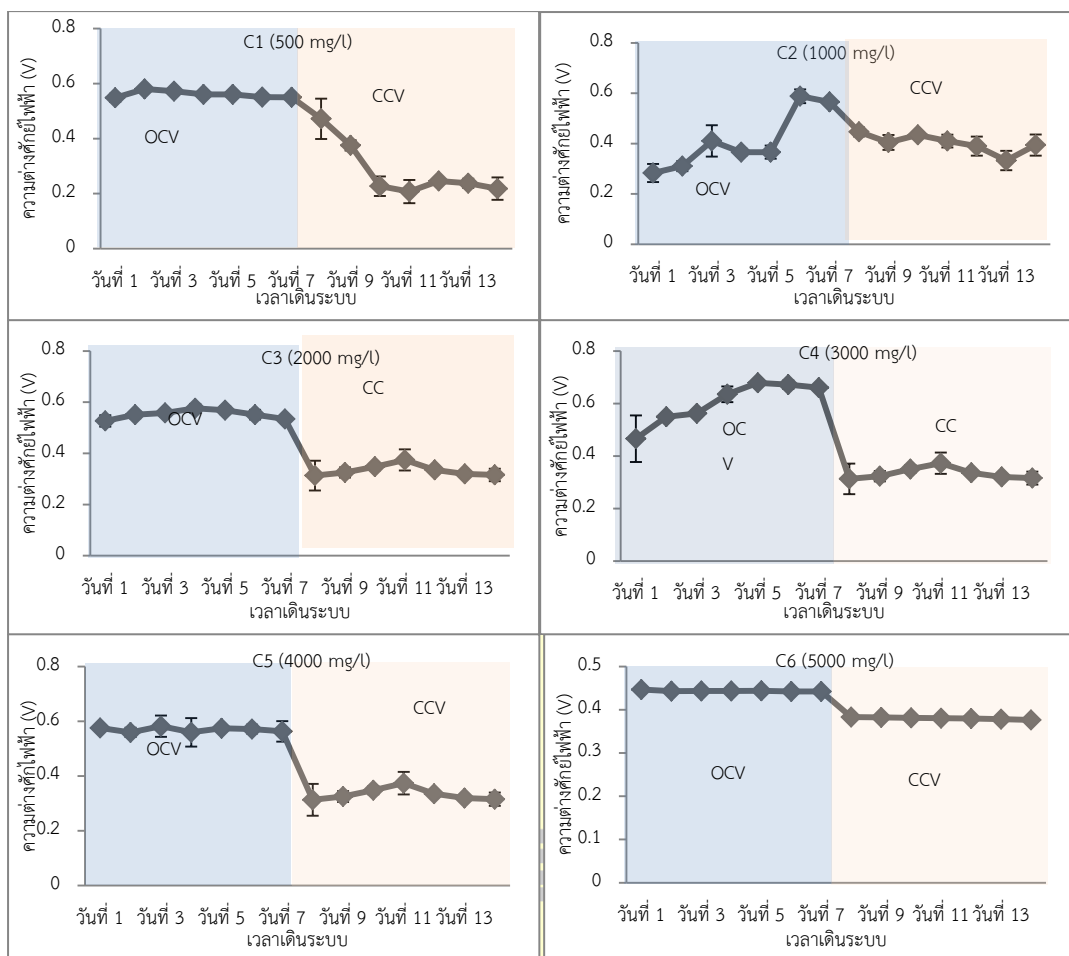 C1 (500 mg/l)
ความต่างศักย์ไฟฟ้า (V)
0.8
0.6
0.4
0.2
0
OCV
CCV
วันที่ 1 วันที่ 3 วันที่ 5 วันที่ 7 วันที่ 9 วันที่ 11 วันที่ 13
เวลาเดินระบบ
C2 (1000 mg/l)
ความต่างศักย์ไฟฟ้า (V)
0.8
0.6
0.4
0.2
0
OCV
CCV
วันที่ 1 วันที่ 3 วันที่ 5 วันที่ 7 วันที่ 9 วันที่ 11 วันที่ 13
เวลาเดินระบบ
C3 (2000 mg/l)
ความต่างศักย์ไฟฟ้า (V)
0.8
0.6
0.4
0.2
0
OCV
CC
วันที่ 1 วันที่ 3 วันที่ 5 วันที่ 7 วันที่ 9 วันที่ 11 วันที่ 13
เวลาเดินระบบ
C4 (3000 mg/l)
ความต่างศักย์ไฟฟ้า (V)
0.8
0.6
0.4
0.2
0
OC
V
CC
วันที่ 1 วันที่ 3 วันที่ 5 วันที่ 7 วันที่ 9 วันที่ 11 วันที่ 13
เวลาเดินระบบ
C5 (4000 mg/l)
ความต่างศักไฟฟ้า (V)
0.8
0.6
0.4
0.2
0
OCV
CCV
วันที่ 1 วันที่ 3 วันที่ 5 วันที่ 7 วันที่ 9 วันที่ 11 วันที่ 13
เวลาเดินระบบ
C6 (5000 mg/l)
ความต่างศักย์ไฟฟ้า (V)
0.5
0.4
0.3
0.2
0.1
0
OCV
CCV
วันที่ 1 วันที่ 3 วันที่ 5 วันที่ 7 วันที่ 9 วันที่ 11 วันที่ 13
เวลาเดินระบบ